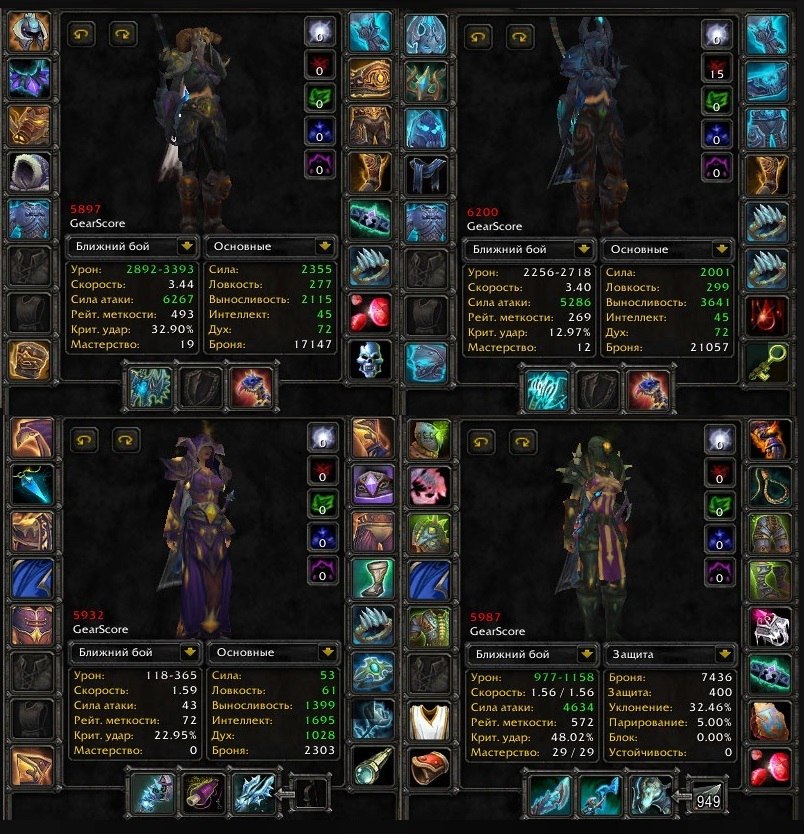 0
0
0
0
0
5897
GearScore
Ближний бой
Основные
Урон: 2892-3393
Скорость: 3.44
Сила атаки: 6267
Рейт. меткости: 493
Крит. удар: 32.90%
Мастерство: 19
Сила: 2355
Ловкость: 277
Выносливость: 2115
Интеллект: 45
Дух: 72
Броня: 17147
0
15
0
0
0
6200
GearScore
Ближний бой
Основные
Урон: 2256-2718
Скорость: 3.40
Сила атаки: 5286
Рейт. меткости: 269
Крит. удар: 12.97%
Мастерство: 12
Сила: 2001
Ловкость: 299
Выносливость: 3641
Интеллект: 45
Дух: 72
Броня: 21057
0
0
0
0
0
5932
GearScore
Ближний бой
Основные
Урон: 118-365
Скорость: 1.59
Сила атаки: 43
Рейт. меткости: 72
Крит. удар: 22.95%
Мастерство: 0
Сила: 53
Ловкость: 61
Выносливость: 1399
Интеллект: 1695
Дух: 1028
Броня: 2303
0
0
0
0
0
5987
GearScore
Ближний бой
Защита
Урон: 977-1158
Скорость: 1.56 / 1.56
Сила атаки: 4634
Рейт. меткости: 572
Крит. удар: 48.02%
Мастерство: 29 / 29
Броня: 7436
Защита: 400
Уклонение: 32.46%
Парирование: 5.00%
Блок: 0.00%
Устойчивость: 0
949